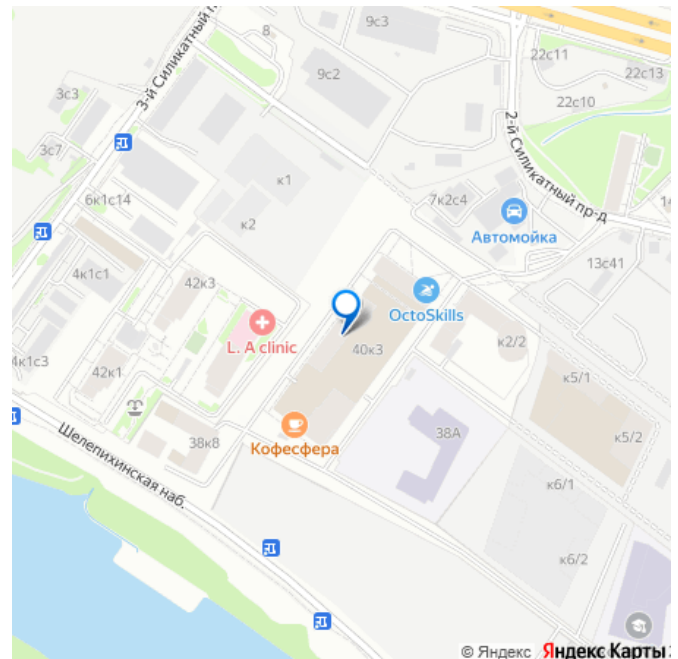 9с3
8
22с11
22с13
9с2
3-й Силикатный п
3с3
22с10
2-й Силикатный пр-д
3с7
к1
6к1с14
7к2с4
к2
Автомойка
13с41
4к1с1
42к3
OctoSkills
L. A clinic
40к3
к2/2
4к1с3
42к1
к5/1
38к8
Кофесфера
38А
к5/2
Шелепихинская наб.
к6/1
к6/2
© Яндекс Яндекс Карты